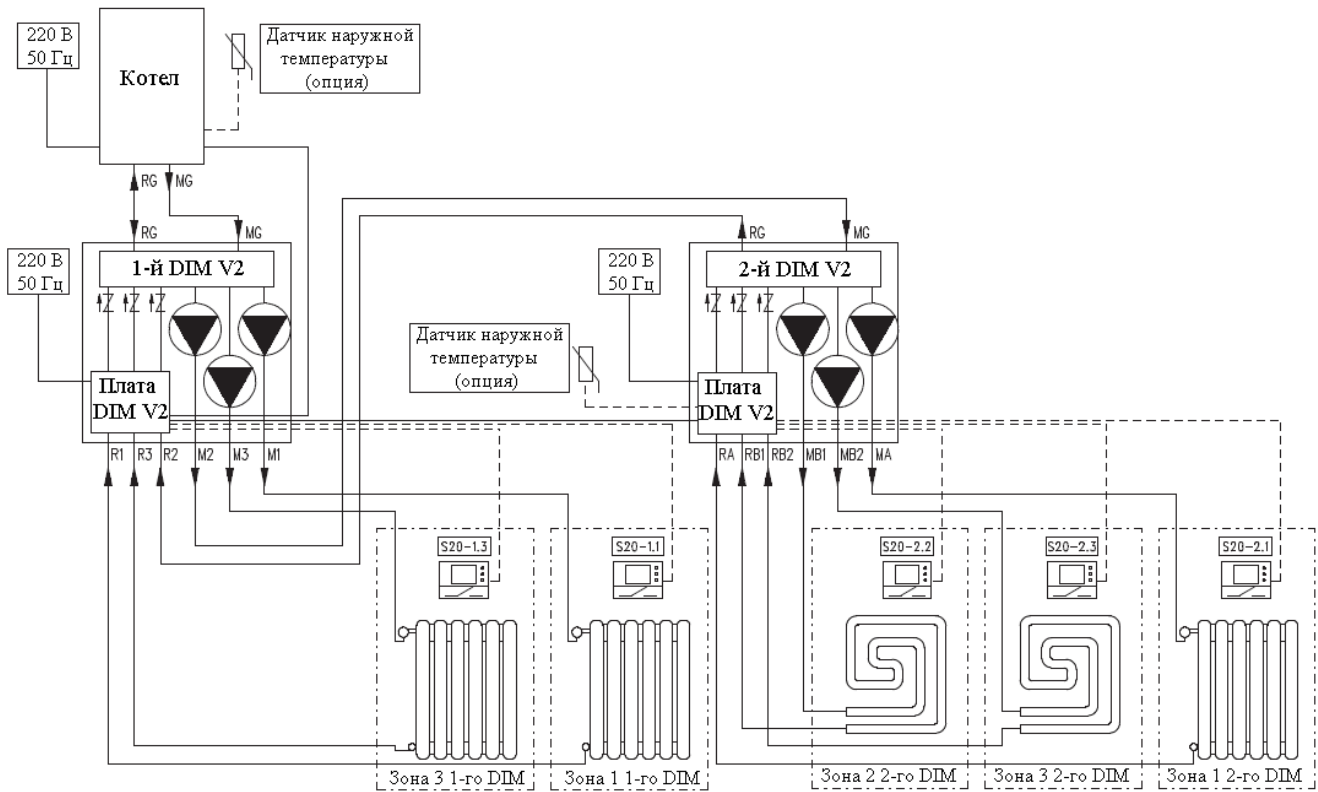 220 В
50 Гц
Котел
Датчик наружной
температуры
(опция)
RG
MG
RG
MG
RG
MG
220 В
50 Гц
1-й DIM V2
220 В
50 Гц
2-й DIM V2
Датчик наружной
температуры
(опция)
Плата
DIM V2
Плата
DIM V2
R1
R3
R2
M2
M3
M1
RA
RB1
RB2
MB1
MB2
MA
S20-1.3
S20-1.1
S20-2.2
S20-2.3
S20-2.1
Зона 3 1-го DIM
Зона 1 1-го DIM
Зона 2 2-го DIM
Зона 3 2-го DIM
Зона 1 2-го DIM